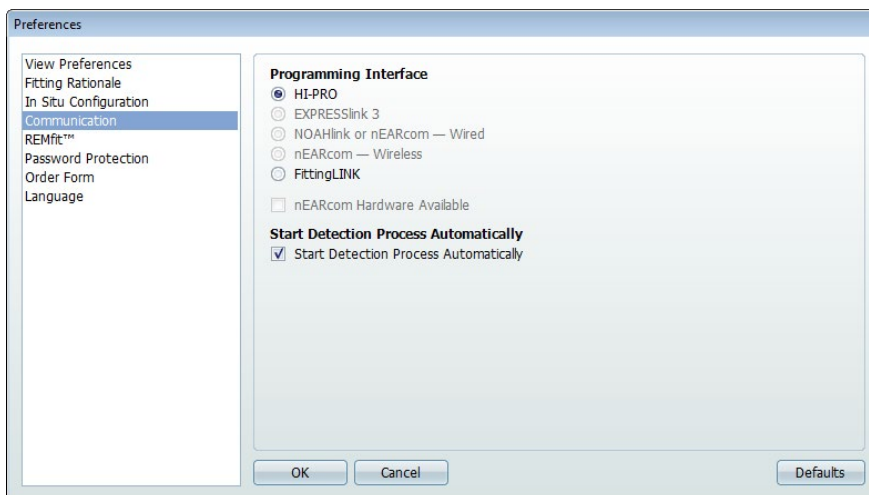 Preferences
View Preferences
Fitting Rationale
In Situ Configuration
Communication
REMfit™
Password Protection
Order Form
Language
Programming Interface
HI-PRO
EXPRESSlink 3
NOAHlink or nEARcom — Wired
nEARcom — Wireless
FittingLINK
nEARcom Hardware Available
Start Detection Process Automatically
Start Detection Process Automatically
OK
Cancel
Defaults